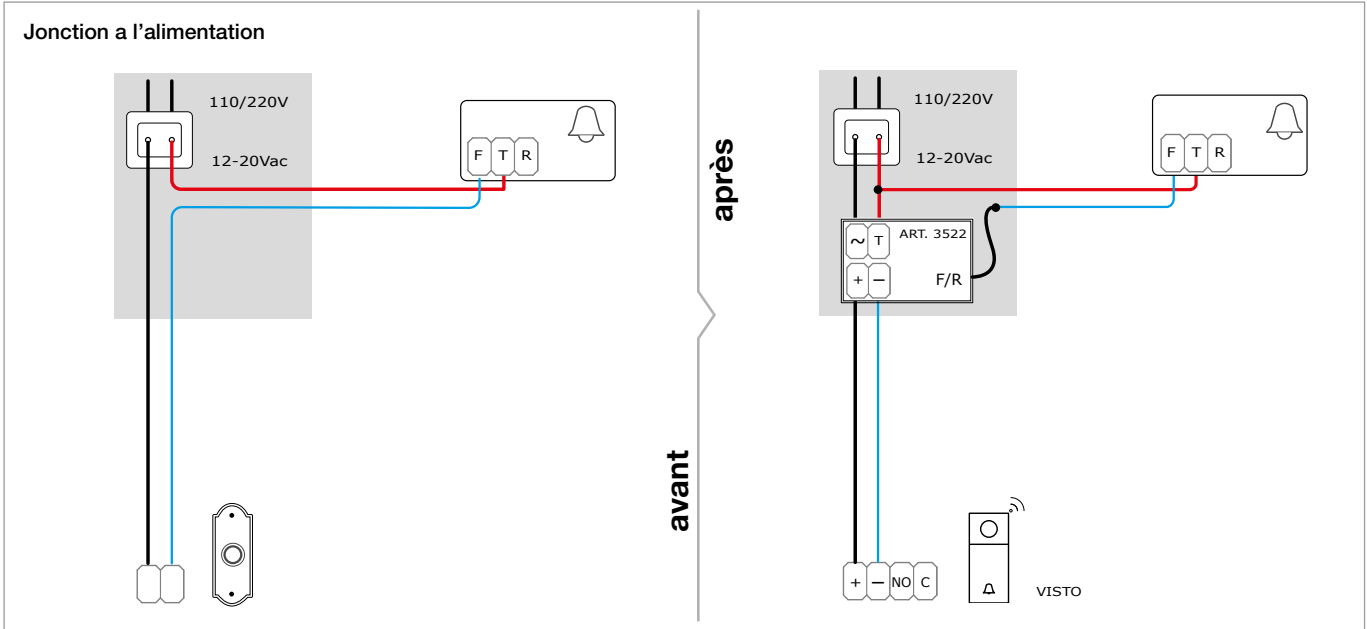 Jonction a l'alimentation
110/220V
12-20Vac
F T R
avant
après
110/220V
12-20Vac
F T R
~ T ART. 3522
+ − F/R
+ − NO C
VISTO